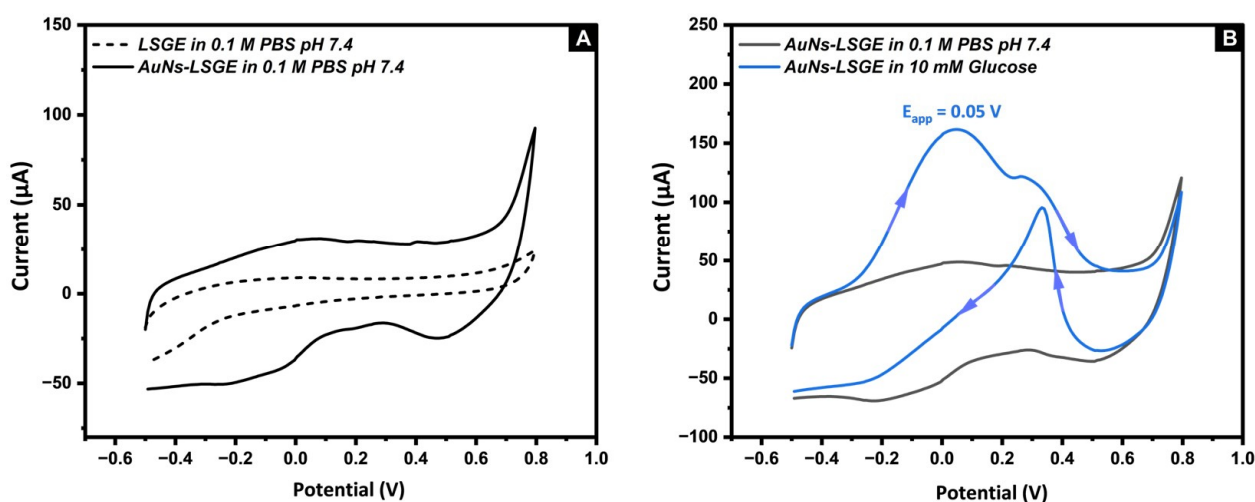 A
LSGE in 0.1 M PBS pH 7.4
AuNs-LSGE in 0.1 M PBS pH 7.4
Current (µA)
150
100
50
0
−50
−0.6 −0.4 −0.2 0.0 0.2 0.4 0.6 0.8 1.0
Potential (V)
B
AuNs-LSGE in 0.1 M PBS pH 7.4
AuNs-LSGE in 10 mM Glucose
Eapp = 0.05 V
Current (µA)
250
200
150
100
50
0
−50
−100
−0.6 −0.4 −0.2 0.0 0.2 0.4 0.6 0.8 1.0
Potential (V)